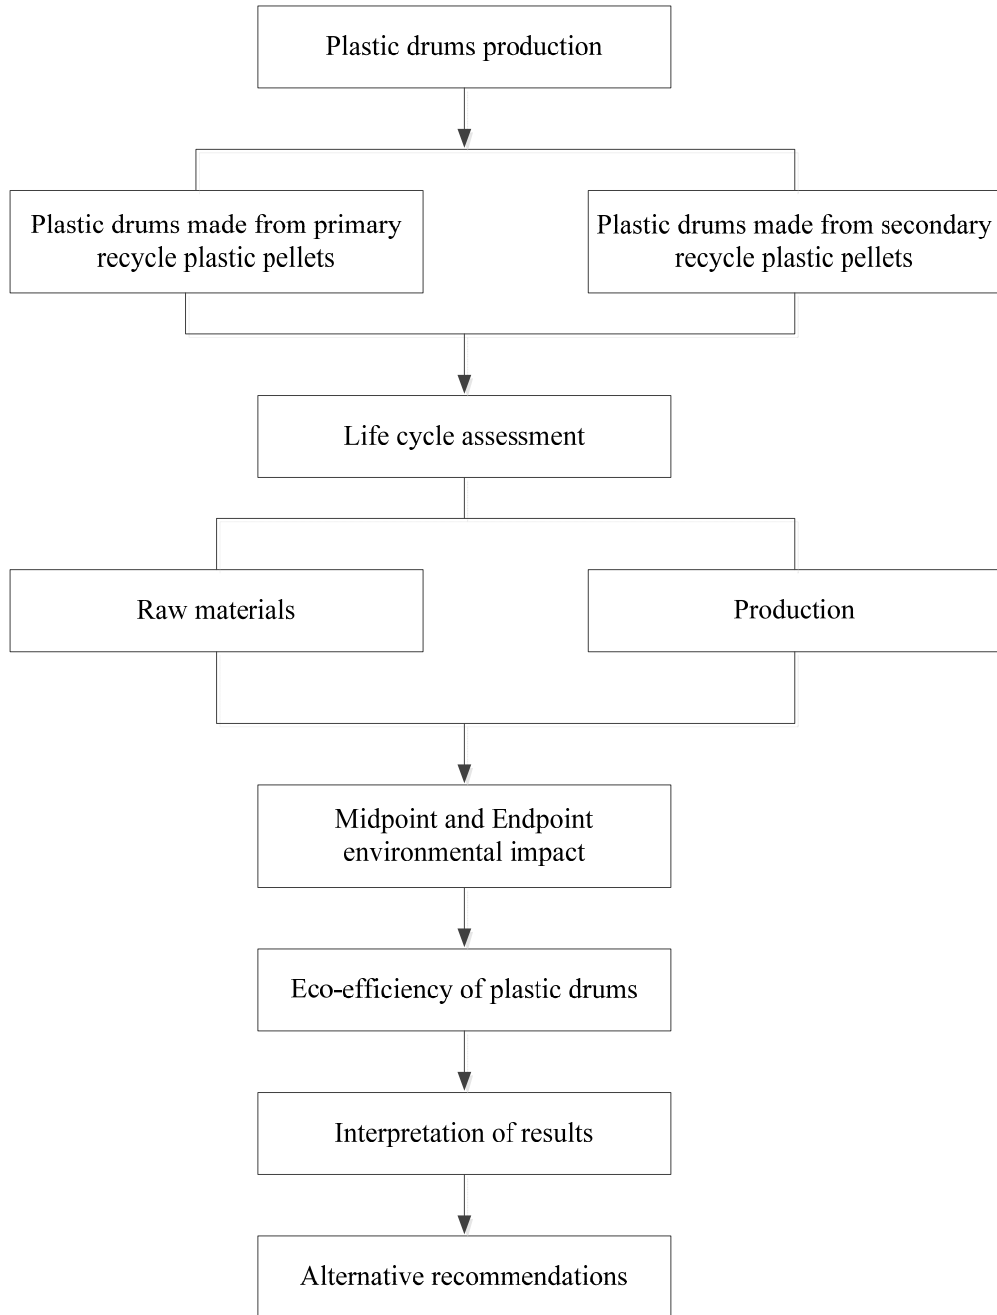 Plastic drums production
Plastic drums made from primary
recycle plastic pellets
Plastic drums made from secondary
recycle plastic pellets
Life cycle assessment
Raw materials
Production
Midpoint and Endpoint
environmental impact
Eco-efficiency of plastic drums
Interpretation of results
Alternative recommendations